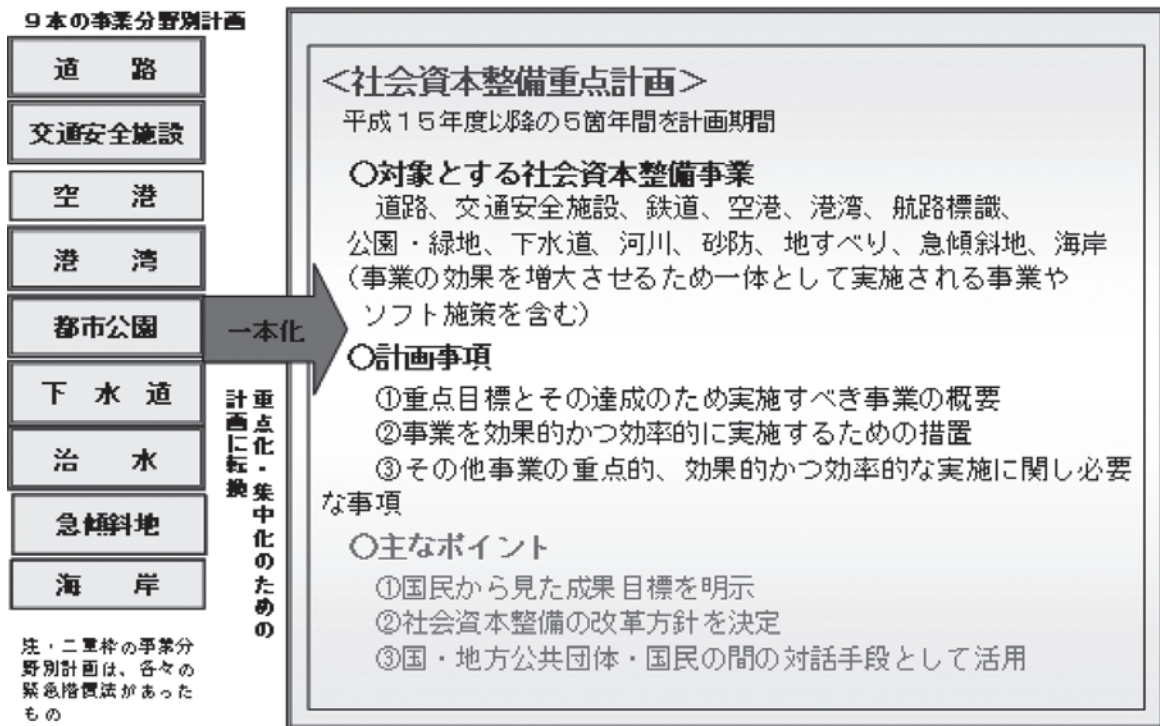 9本の事業分野別計画
道　路
交通安全施設
空　港
港　湾
都市公園
下　水　道
治　水
急傾斜地
海　岸
注・二重枠の事業分
野別計画は、各々の
緊急措置法があった
もの
一本化
重点化・集中化のための
計画に転換
＜社会資本整備重点計画＞
平成15年度以降の5箇年間を計画期間
○対象とする社会資本整備事業
道路、交通安全施設、鉄道、空港、港湾、航路標識、
公園・緑地、下水道、河川、砂防、地すべり、急傾斜地、海岸
（事業の効果を増大させるため一体として実施される事業や
ソフト施策を含む）
○計画事項
①重点目標とその達成のため実施すべき事業の概要
②事業を効果的かつ効率的に実施するための措置
③その他事業の重点的、効果的かつ効率的な実施に関し必要
な事項
○主なポイント
①国民から見た成果目標を明示
②社会資本整備の改革方針を決定
③国・地方公共団体・国民の間の対話手段として活用